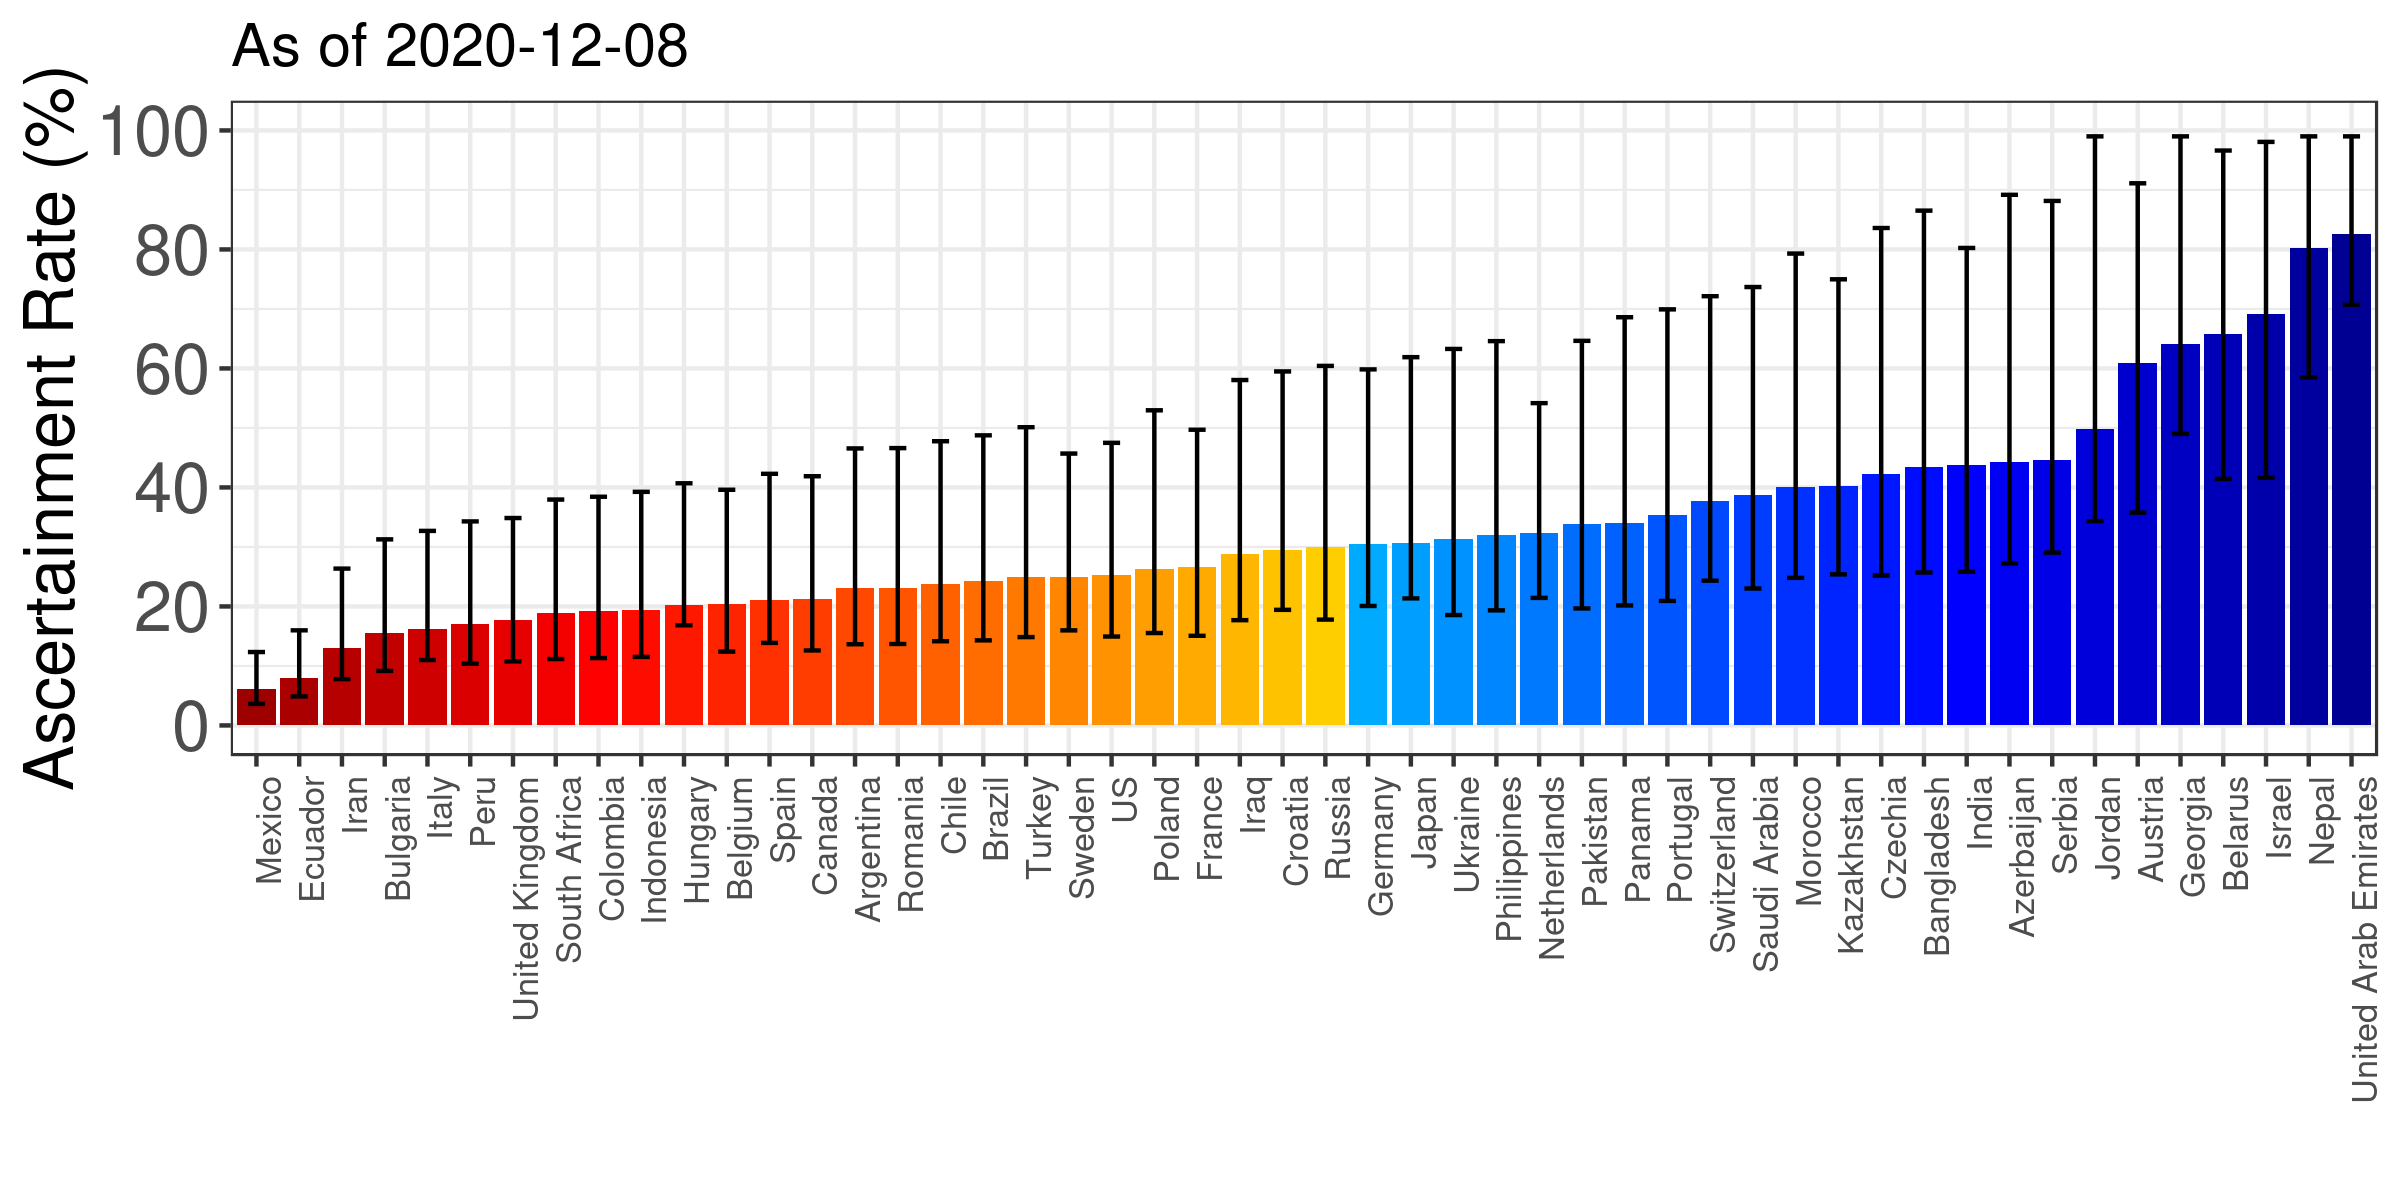 As of 2020-12-08
Ascertainment Rate (%)
100
80
60
40
20
0
Mexico
Ecuador
Iran
Bulgaria
Italy
Peru
United Kingdom
South Africa
Colombia
Indonesia
Hungary
Belgium
Spain
Canada
Argentina
Romania
Chile
Brazil
Turkey
Sweden
US
Poland
France
Iraq
Croatia
Russia
Germany
Japan
Ukraine
Philippines
Netherlands
Pakistan
Panama
Portugal
Switzerland
Saudi Arabia
Morocco
Kazakhstan
Czechia
Bangladesh
India
Azerbaijan
Serbia
Jordan
Austria
Georgia
Belarus
Israel
Nepal
United Arab Emirates